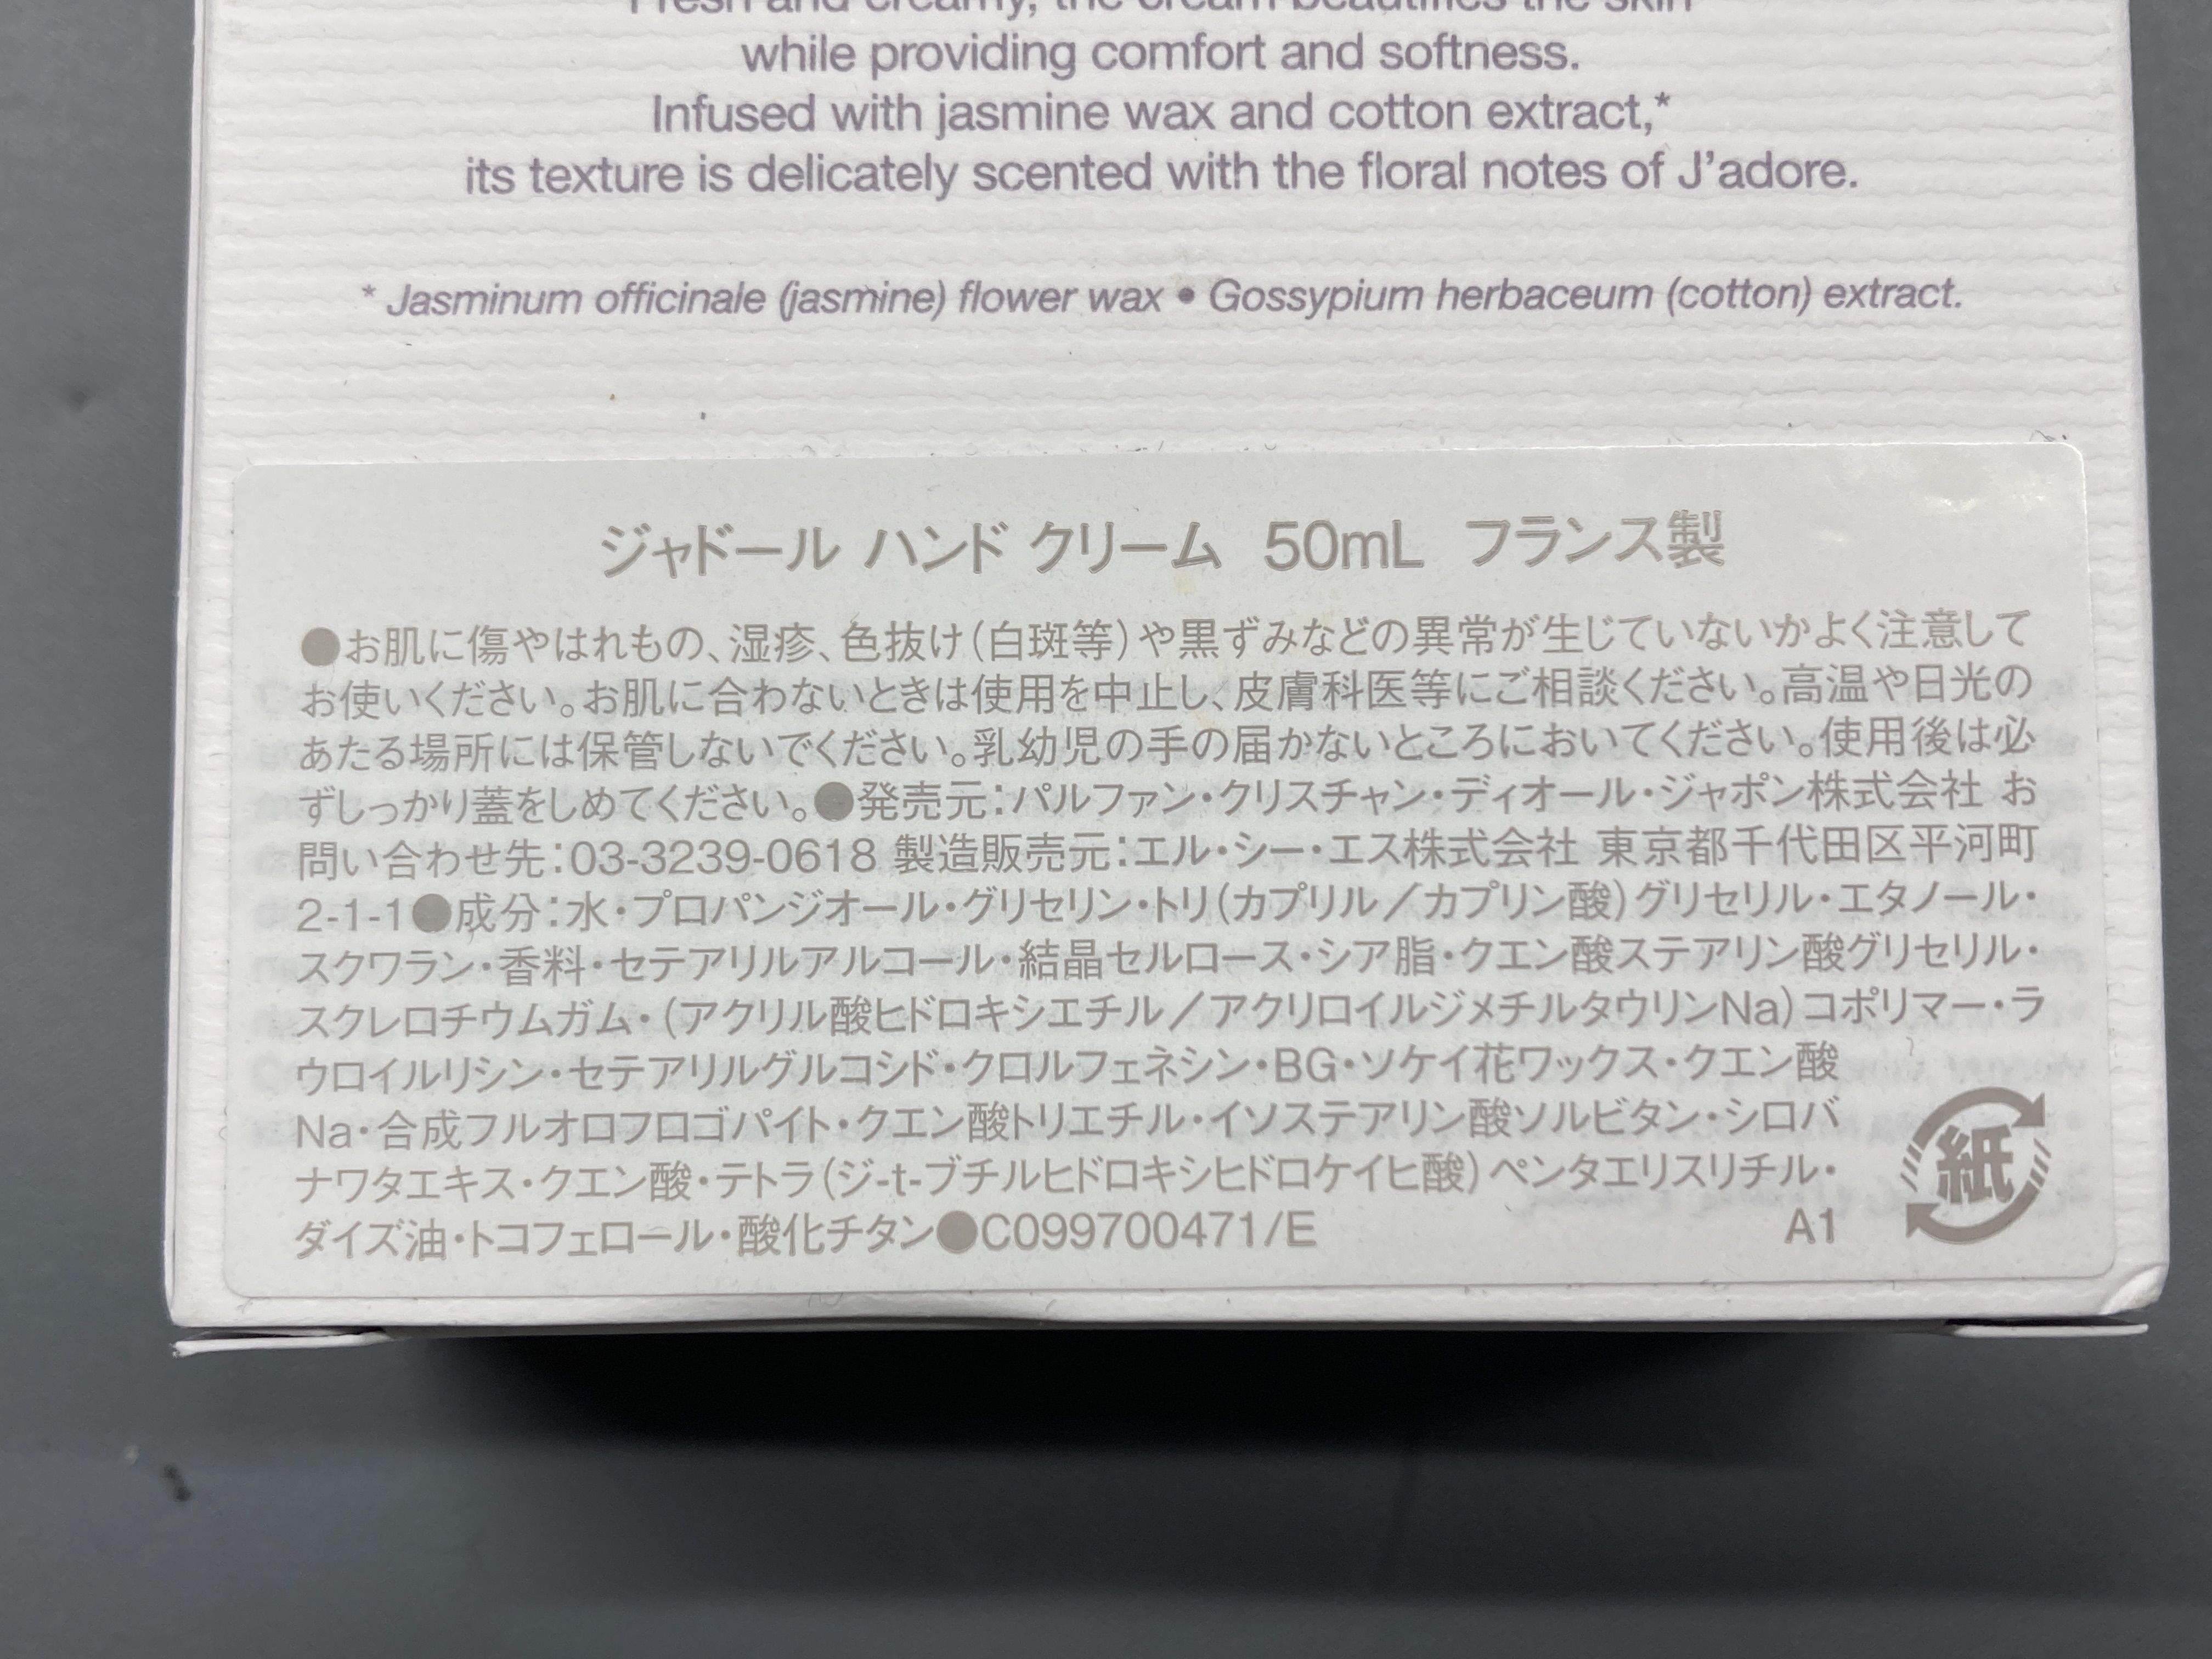 Fresh and creamy, the cream beautifies the skin
while providing comfort and softness.
Infused with jasmine wax and cotton extract,*
its texture is delicately scented with the floral notes of J'adore.
* Jasminum officinale (jasmine) flower wax • Gossypium herbaceum (cotton) extract.
ジャドール ハンド クリーム 50mL フランス製
●お肌に傷やはれもの、湿疹、色抜け(白斑等)や黒ずみなどの異常が生じていないかよく注意して
お使いください。お肌に合わないときは使用を中止し、皮膚科医等にご相談ください。高温や日光の
あたる場所には保管しないでください。乳幼児の手の届かないところにおいてください。使用後は必
ずしっかり蓋をしめてください。●発売元:パルファン・クリスチャン・ディオール・ジャポン株式会社 お
問い合わせ先:03-3239-0618 製造販売元:エル・シー・エス株式会社 東京都千代田区平河町
2-1-1●成分:水・プロパンジオール・グリセリン・トリ(カプリル/カプリン酸)グリセリル・エタノール・
スクワラン・香料・セテアリルアルコール・結晶セルロース・シア脂・クエン酸ステアリン酸グリセリル・
スクレロチウムガム・(アクリル酸ヒドロキシエチル/アクリロイルジメチルタウリンNa)コポリマー・ラ
ウロイルリシン・セテアリルグルコシド・クロルフェネシン・BG・ソケイ花ワックス・クエン酸
Na・合成フルオロフロゴパイト・クエン酸トリエチル・イソステアリン酸ソルビタン・シロバ
ナワタエキス・クエン酸・テトラ(ジ-t-ブチルヒドロキシヒドロケイヒ酸)ペンタエリスリチル・
ダイズ油・トコフェロール・酸化チタン●C099700471/E A1
紙